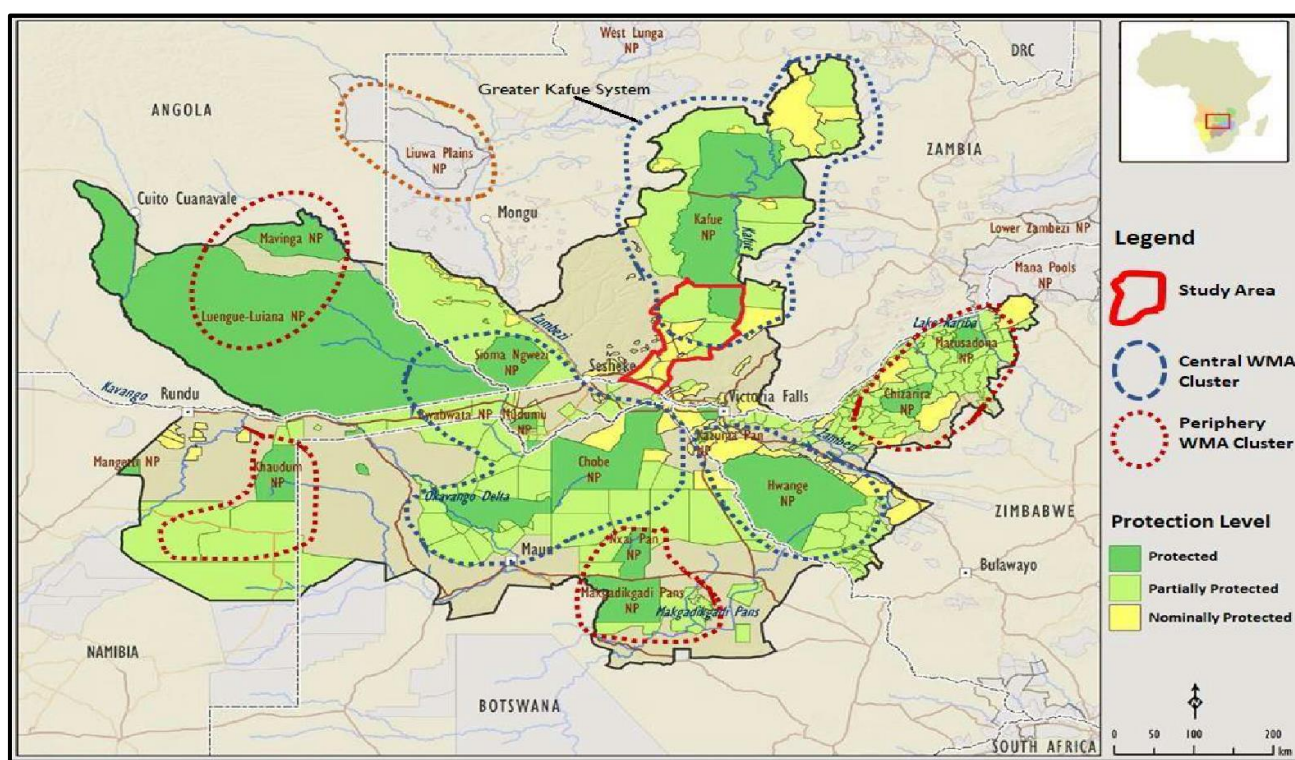 West Lunga
NP
DRC
Greater Kafue System
ANGOLA
ZAMBIA
Liuwa Plains
NP
Cuito Cuanavale
Mongu
Kafue
NP
Kafue
Lower Zambezi NP
Mavinga NP
Mana Pools
NP
Luengue-Luiana NP
Zambezi
Lake Kariba
Matusadona
NP
Sioma Ngwezi
NP
Sesheke
Kavango
Rundu
Victoria Falls
Chizarira
NP
Bwabwata NP
Mudumu
NP
Kazuma Pan
NP
Zambezi
Mangetti NP
Khaudum
NP
Chobe
NP
Hwange
NP
Okavango Delta
ZIMBABWE
Maun
Nxai Pan
NP
Bulawayo
Makgadikgadi Pans
NP
Makgadikgadi Pans
NAMIBIA
BOTSWANA
SOUTH AFRICA
Legend
Study Area
Central WMA
Cluster
Periphery
WMA Cluster
Protection Level
Protected
Partially Protected
Nominally Protected
0 50 100 200
km